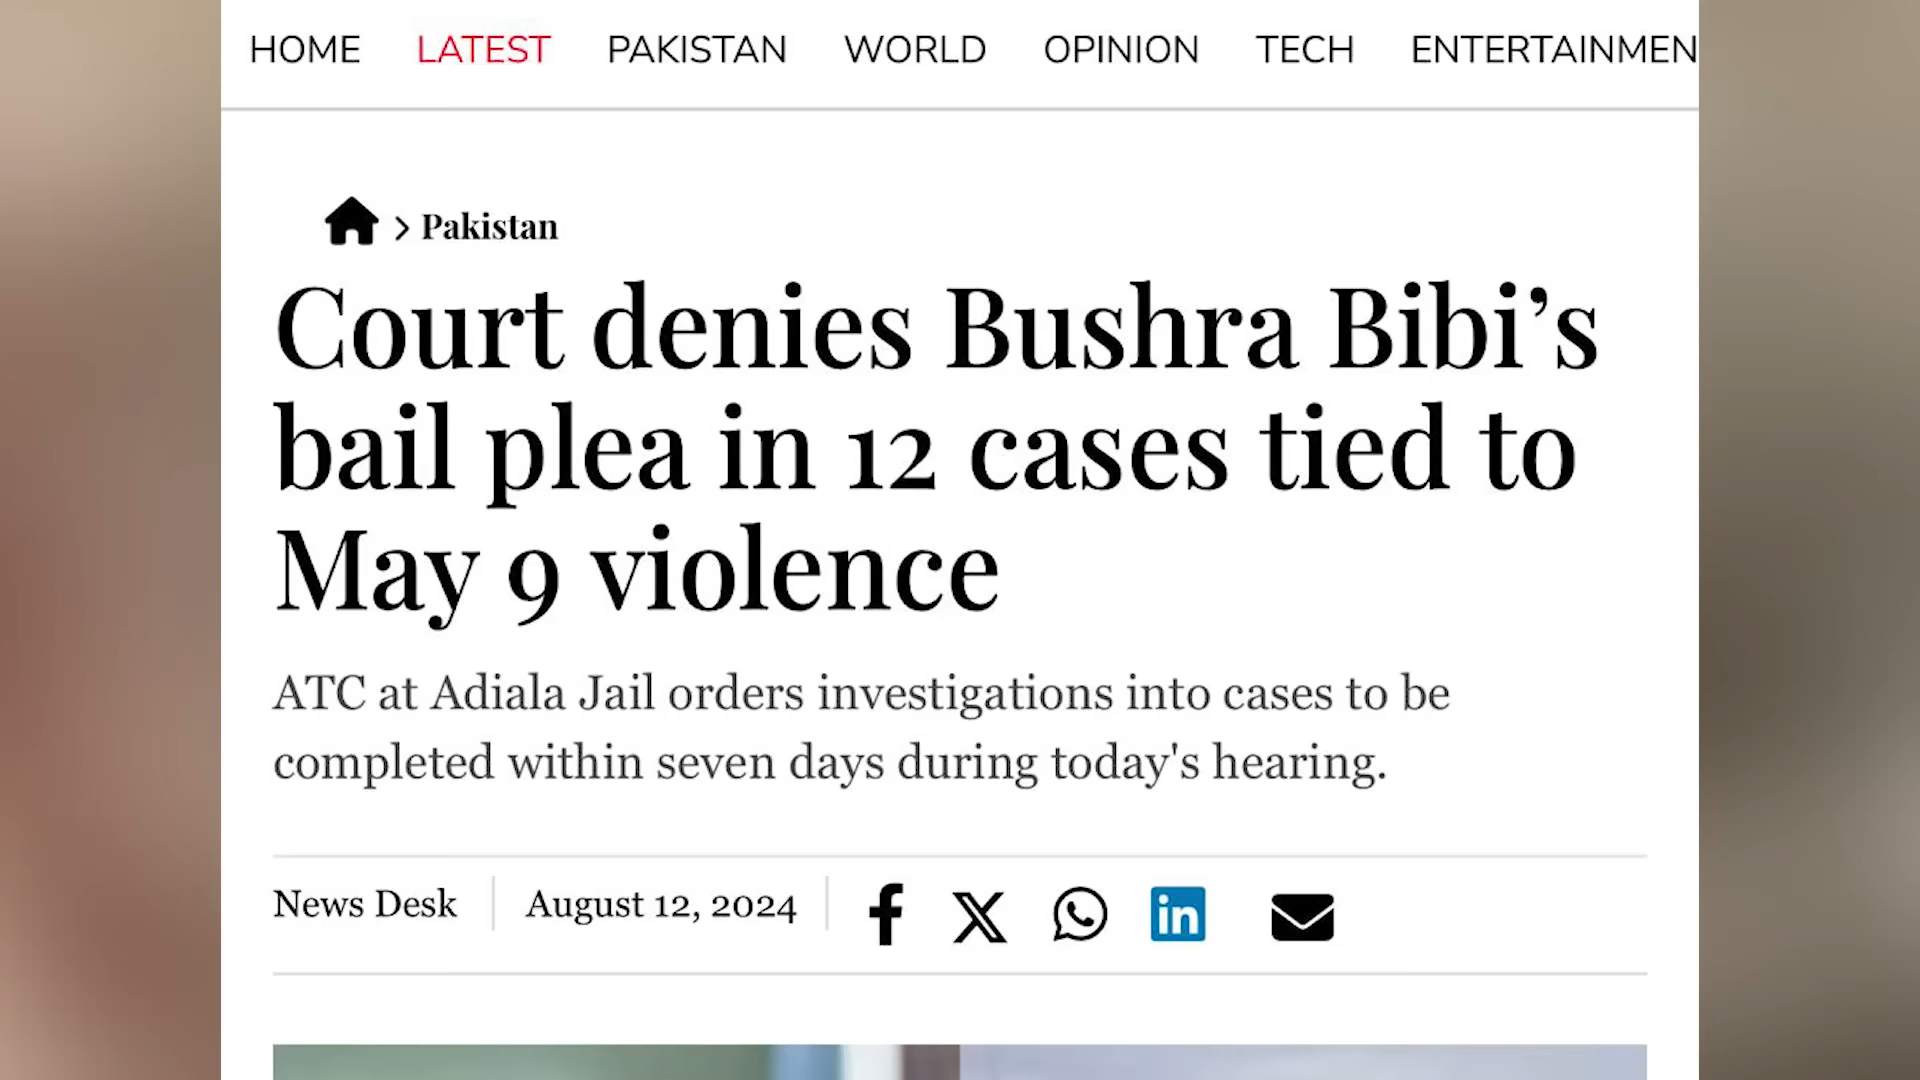 HOME LATEST PAKISTAN WORLD OPINION TECH ENTERTAINMEN
Pakistan
Court denies Bushra Bibi’s
bail plea in 12 cases tied to
May 9 violence
ATC at Adiala Jail orders investigations into cases to be
completed within seven days during today's hearing.
News Desk August 12, 2024